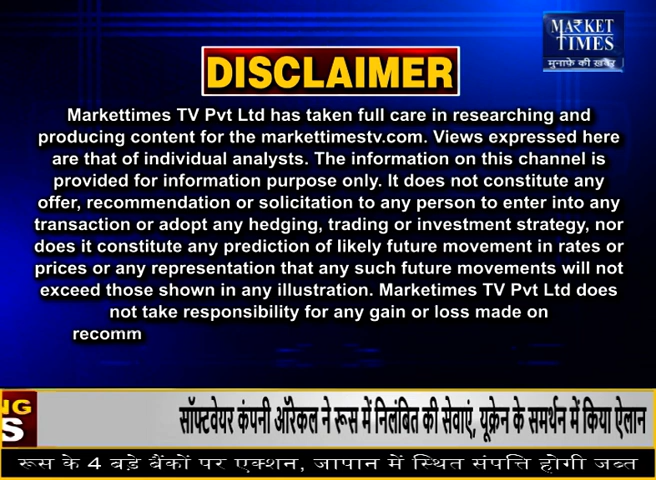 MARKET
TIMES
मुनाफे की ख़बर
DISCLAIMER
Markettimes TV Pvt Ltd has taken full care in researching and
producing content for the markettimestv.com. Views expressed here
are that of individual analysts. The information on this channel is
provided for information purpose only. It does not constitute any
offer, recommendation or solicitation to any person to enter into any
transaction or adopt any hedging, trading or investment strategy, nor
does it constitute any prediction of likely future movement in rates or
prices or any representation that any such future movements will not
exceed those shown in any illustration. Marketimes TV Pvt Ltd does
not take responsibility for any gain or loss made on
recomm
NG
S
सॉफ्टवेयर कंपनी ऑरेकल ने रूस में निलंबित की सेवाएं, यूक्रेन के समर्थन में किया ऐलान
रूस के 4 बड़े बैंकों पर एक्शन, जापान में स्थित संपत्ति होगी जब्त